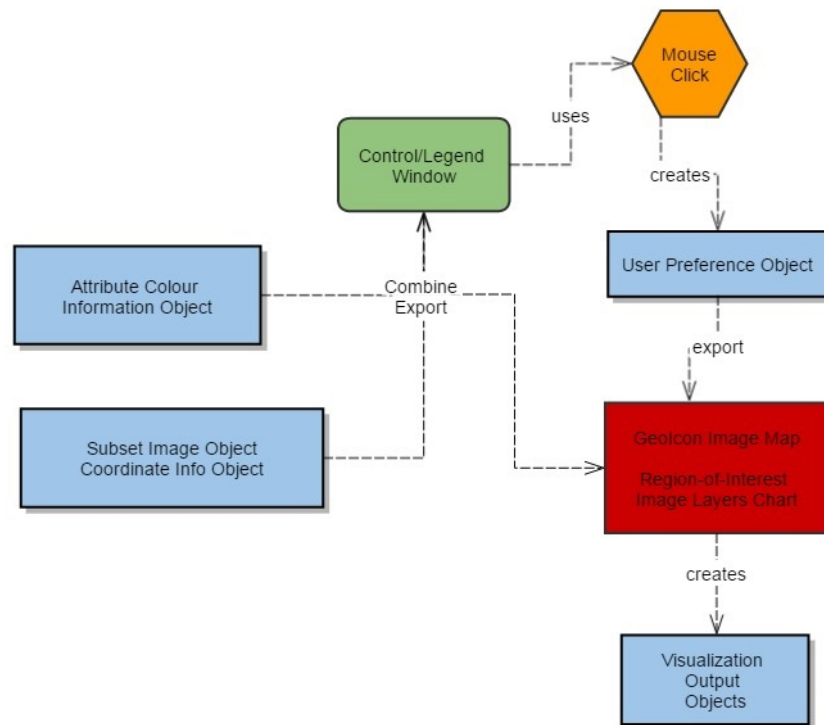 Mouse
Click
uses
Control/Legend
Window
creates
Attribute Colour
Information Object
Combine
Export
User Preference Object
export
Subset Image Object
Coordinate Info Object
GeoIcon Image Map
Region-of-Interest
Image Layers Chart
creates
Visualization
Output
Objects